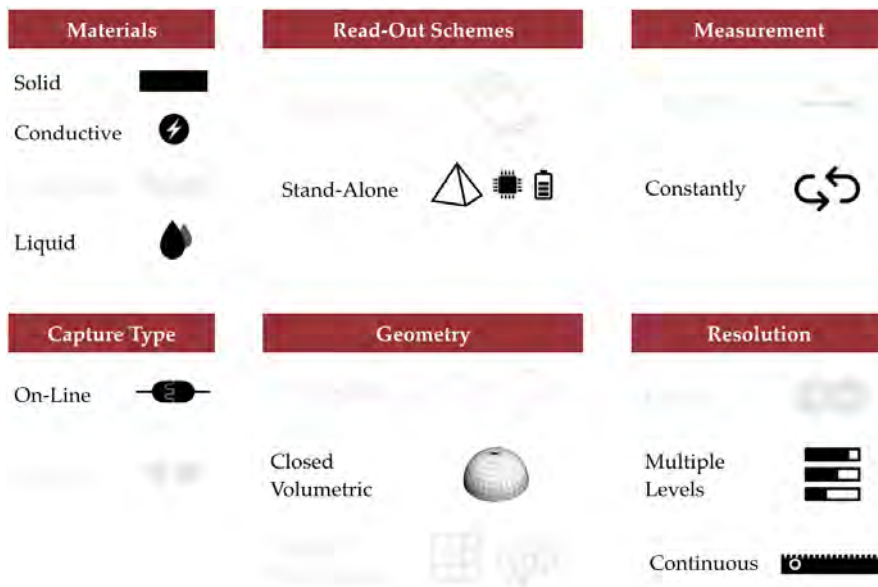 Materials
Read-Out Schemes
Measurement
Solid
Conductive
Stand-Alone
Constantly
Liquid
Capture Type
Geometry
Resolution
On-Line
Closed
Volumetric
Multiple
Levels
Continuous